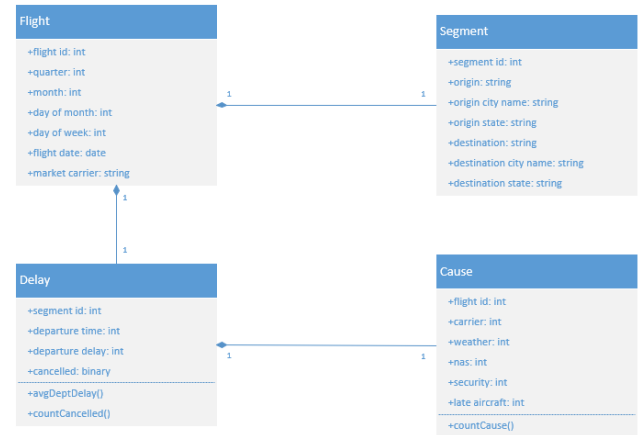 Flight
+flight id: int
+quarter: int
+month: int
+day of month: int
+day of week: int
+flight date: date
+market carrier: string
1
1
Segment
+segment id: int
+origin: string
+origin city name: string
+origin state: string
+destination: string
+destination city name: string
+destination state: string
1
1
Delay
+segment id: int
+departure time: int
+departure delay: int
+cancelled: binary
+avgDeptDelay()
+countCancelled()
1
1
Cause
+flight id: int
+carrier: int
+weather: int
+nas: int
+security: int
+late aircraft: int
+countCause()